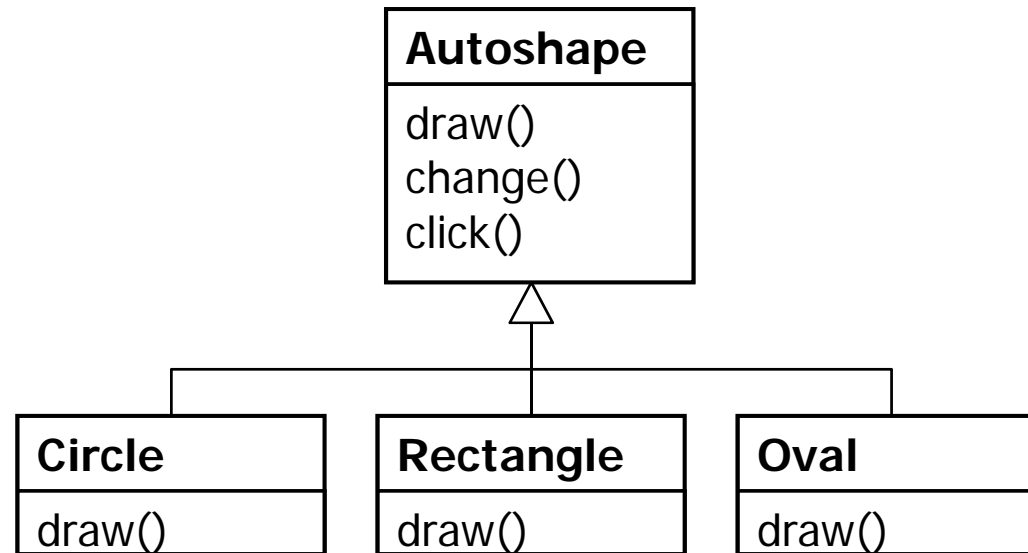 Autoshape
draw()
change()
click()
Circle
draw()
Rectangle
draw()
Oval
draw()